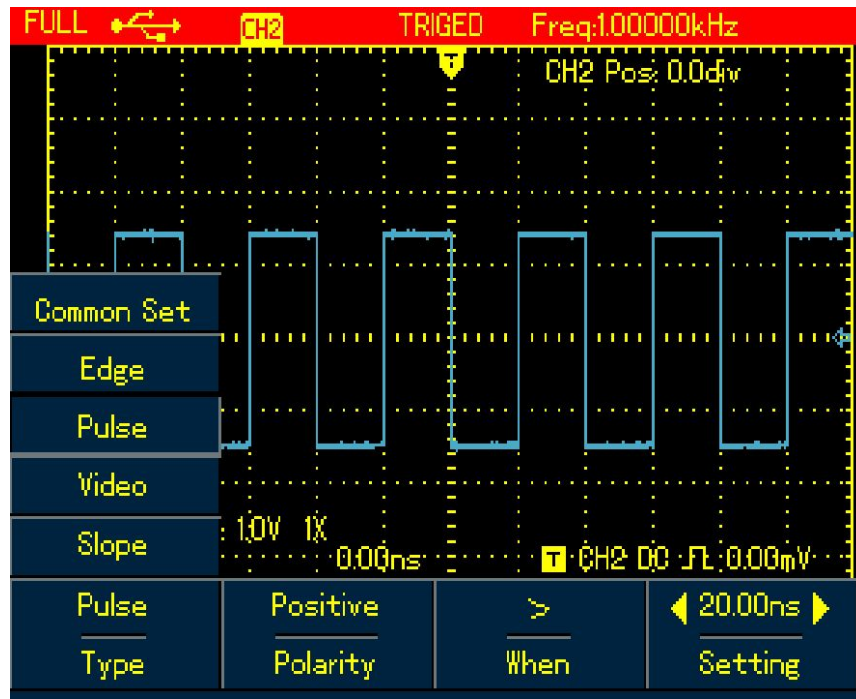 FULL CH2 TRIGED Freq:1.00000kHz
T
CH2 Pos: 0.0div
Common Set
Edge
Pulse
Video
Slope
: 1.0V 1X
0.00ns T CH2 DC 0.00mV
Pulse Positive > 20.00ns
Type Polarity When Setting